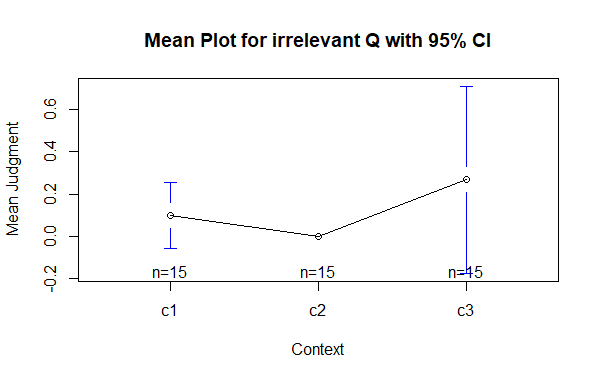 Mean Plot for irrelevant Q with 95% CI
Mean Judgment
0.6
0.4
0.2
0.0
-0.2
n=15 n=15 n=15
c1 c2 c3
Context